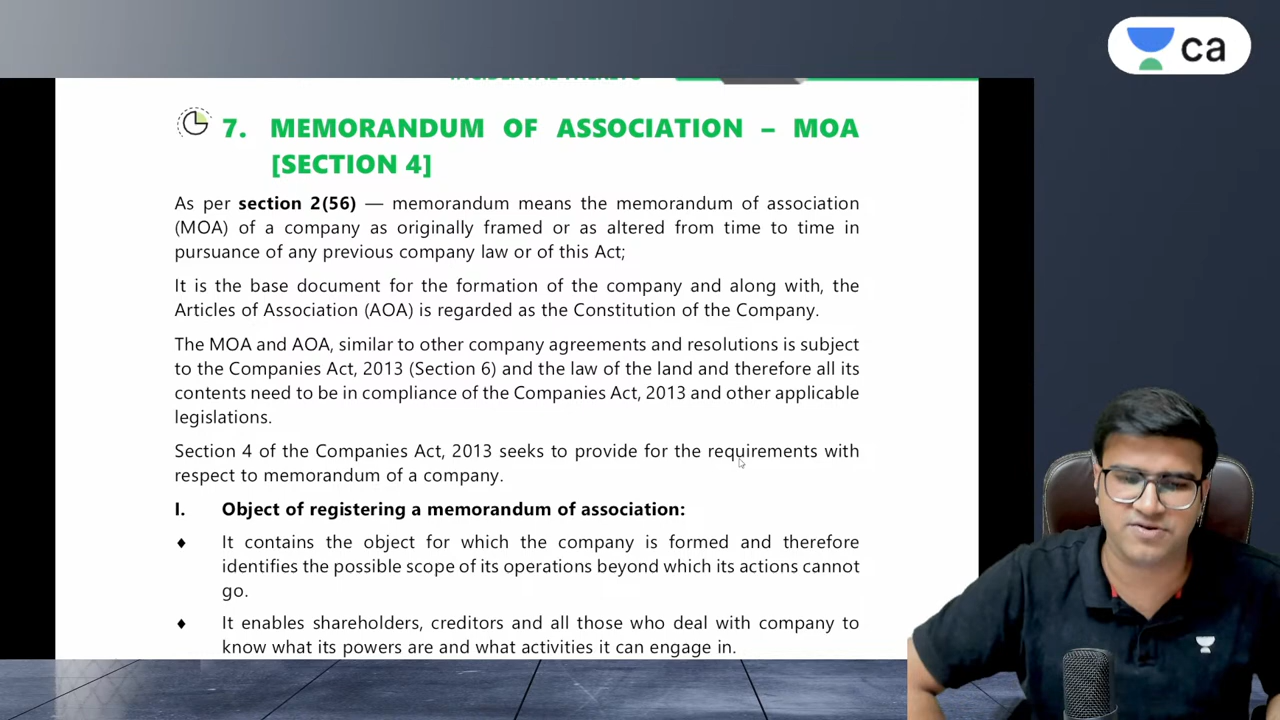 ca
7. MEMORANDUM OF ASSOCIATION – MOA
[SECTION 4]
As per section 2(56) — memorandum means the memorandum of association
(MOA) of a company as originally framed or as altered from time to time in
pursuance of any previous company law or of this Act;
It is the base document for the formation of the company and along with, the
Articles of Association (AOA) is regarded as the Constitution of the Company.
The MOA and AOA, similar to other company agreements and resolutions is subject
to the Companies Act, 2013 (Section 6) and the law of the land and therefore all its
contents need to be in compliance of the Companies Act, 2013 and other applicable
legislations.
Section 4 of the Companies Act, 2013 seeks to provide for the requirements with
respect to memorandum of a company.
I. Object of registering a memorandum of association:
♦ It contains the object for which the company is formed and therefore
identifies the possible scope of its operations beyond which its actions cannot
go.
♦ It enables shareholders, creditors and all those who deal with company to
know what its powers are and what activities it can engage in.